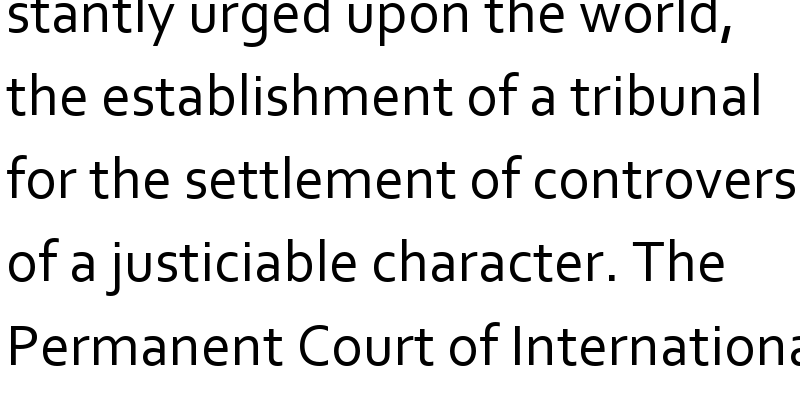 stantly urged upon the world,
the establishment of a tribunal
for the settlement of controvers
of a justiciable character. The
Permanent Court of Internationa